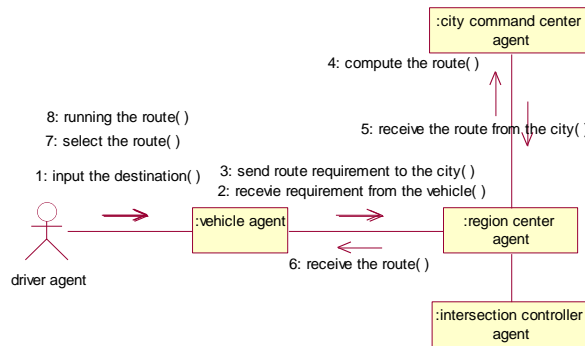 :city command center
agent
4: compute the route( )
8: running the route( )
7: select the route( )
5: receive the route from the city( )
1: input the destination( )
3: send route requirement to the city( )
2: recevie requirement from the vehicle( )
:vehicle agent
:region center
agent
6: receive the route( )
driver agent
:intersection controller
agent